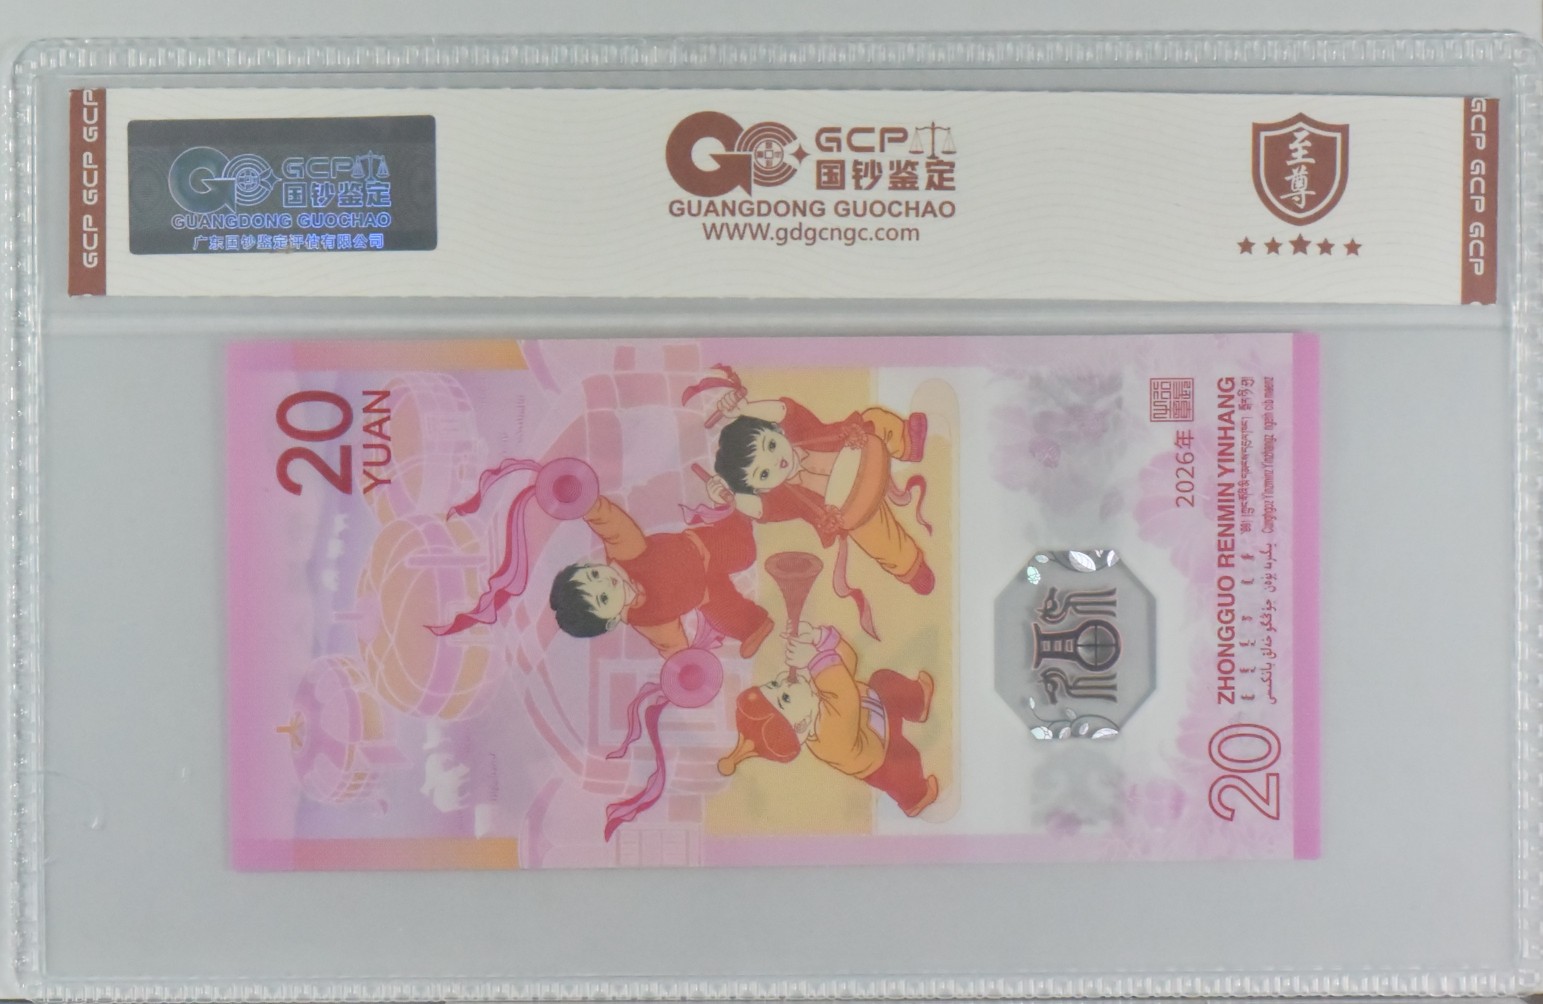 GCP GCP GCP
GCP
国钞鉴定
GUANGDONG GUOCHAO
广东国钞鉴定评估有限公司
GCP
国钞鉴定
GUANGDONG GUOCHAO
WWW.gdgcngc.com
至尊
GCP GCP GCP
20
YUAN
2026年
ZHONGGUO RENMIN YINHANG
20